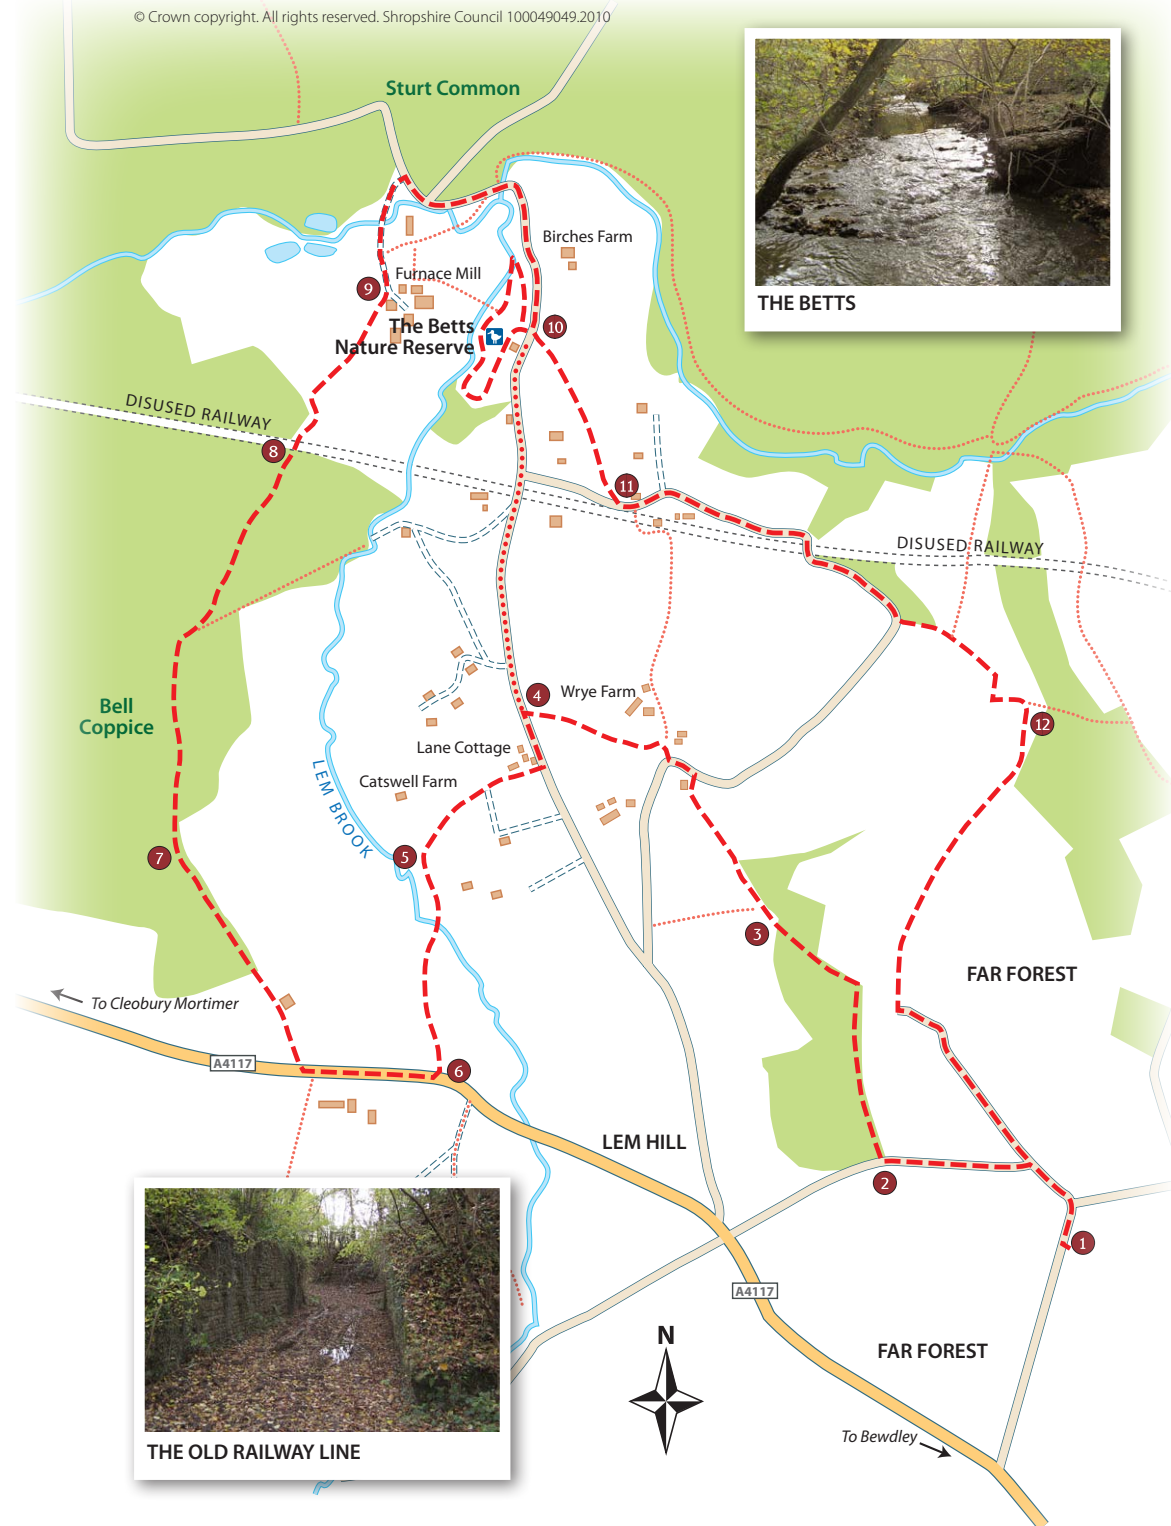 © Crown copyright. All rights reserved. Shropshire Council 100049049.2010
Sturt Common
THE BETTS
Birches Farm
Furnace Mill
9
The Betts
Nature Reserve
10
DISUSED RAILWAY
8
11
DISUSED RAILWAY
4
Wrye Farm
Bell
Coppice
12
Lane Cottage
Catswell Farm
LEM BROOK
5
7
3
FAR FOREST
To Cleobury Mortimer
A4117
6
LEM HILL
2
1
A4117
N
FAR FOREST
To Bewdley
THE OLD RAILWAY LINE